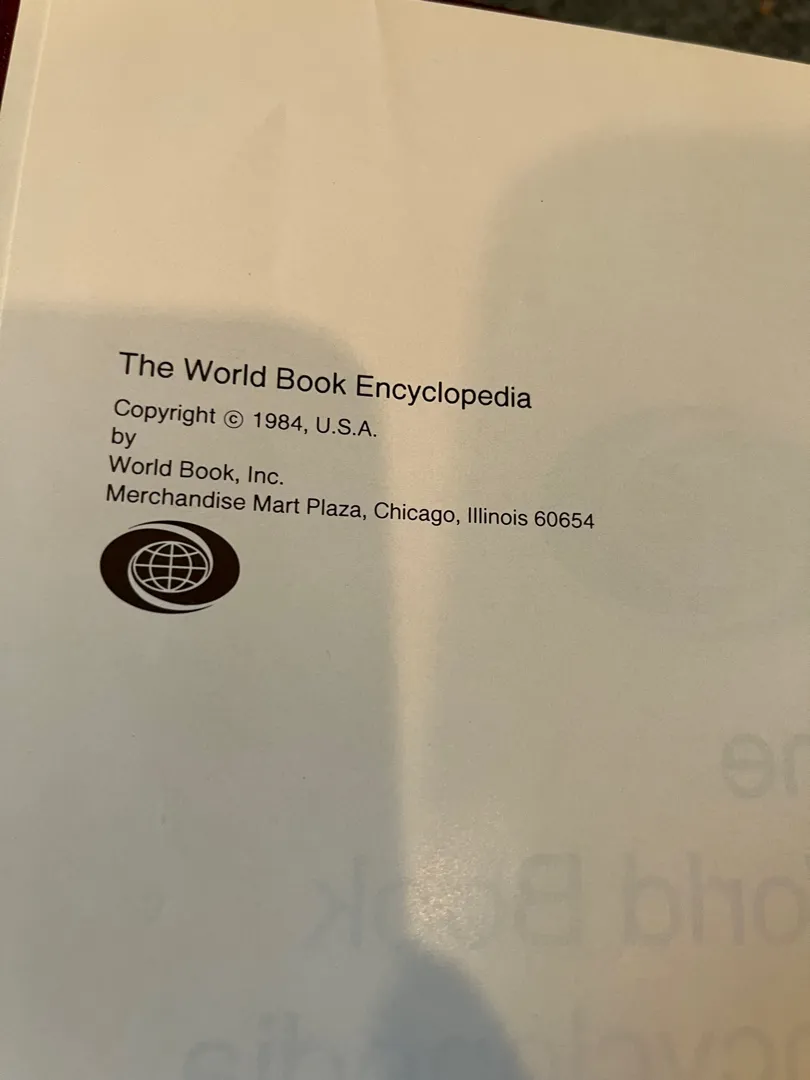 The World Book Encyclopedia
Copyright © 1984, U.S.A.
by
World Book, Inc.
Merchandise Mart Plaza, Chicago, Illinois 60654